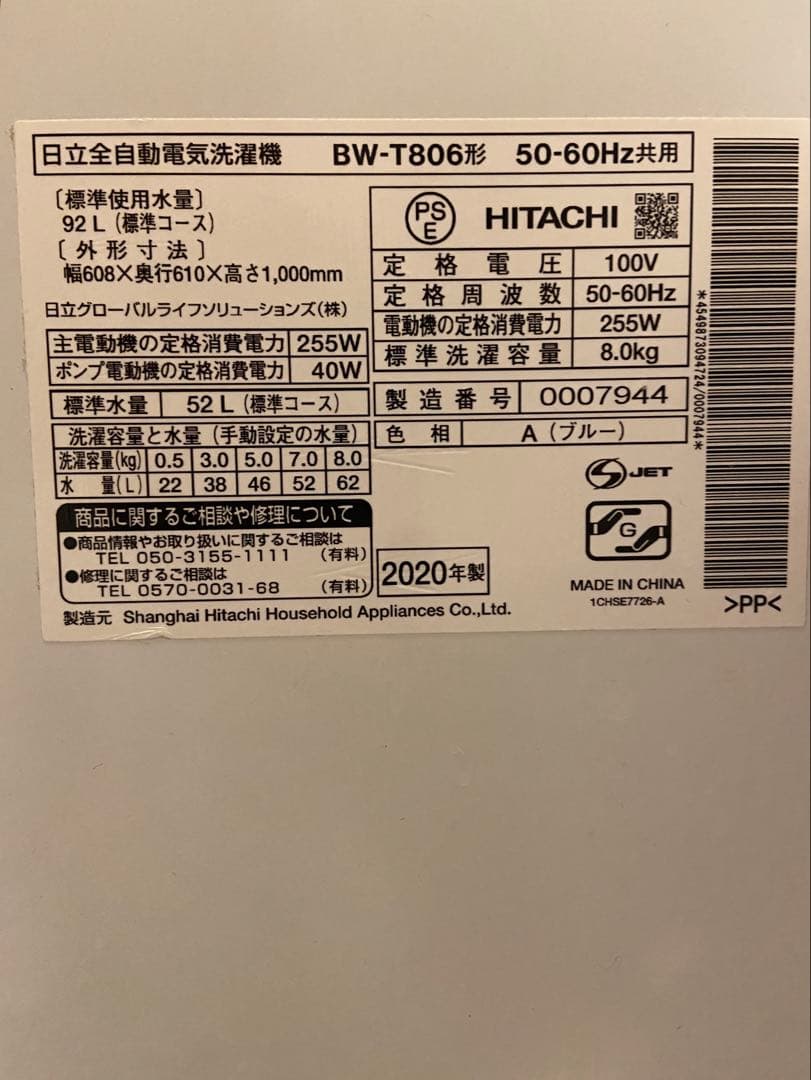 日立全自動電気洗濯機 BW-T806形 50-60Hz共用
〔標準使用水量〕
92 L (標準コース)
〔外形寸法〕
幅608×奥行610×高さ1,000mm
日立グローバルライフソリューションズ(株)
主電動機の定格消費電力 255W
ポンプ電動機の定格消費電力 40W
標準水量 52 L (標準コース)
洗濯容量と水量 (手動設定の水量)
洗濯容量(kg) 0.5 3.0 5.0 7.0 8.0
水量(L) 22 38 46 52 62
商品に関するご相談や修理について
●商品情報やお取り扱いに関するご相談は
TEL 050-3155-1111 (有料)
●修理に関するご相談は
TEL 0570-0031-68 (有料)
PS
E
HITACHI
定格電圧 100V
定格周波数 50-60Hz
電動機の定格消費電力 255W
標準洗濯容量 8.0kg
製造番号 0007944
色相 A (ブルー)
S JET
G
2020年製
MADE IN CHINA
1CHSE7726-A
製造元 Shanghai Hitachi Household Appliances Co.,Ltd.
*4549873094724/0007944*
>PP<